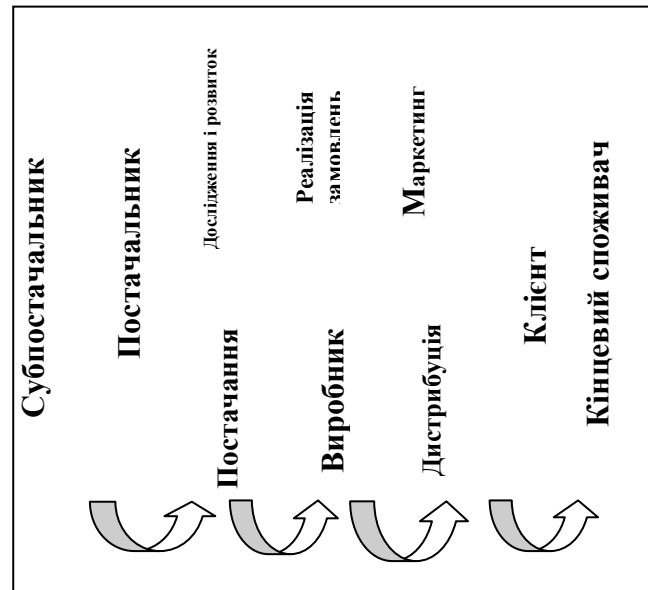 Субпостачальник
Постачальник
Дослідження і розвиток
Постачання
Реалізація
замовлень
Виробник
Маркетинг
Дистрибуція
Клієнт
Кінцевий споживач